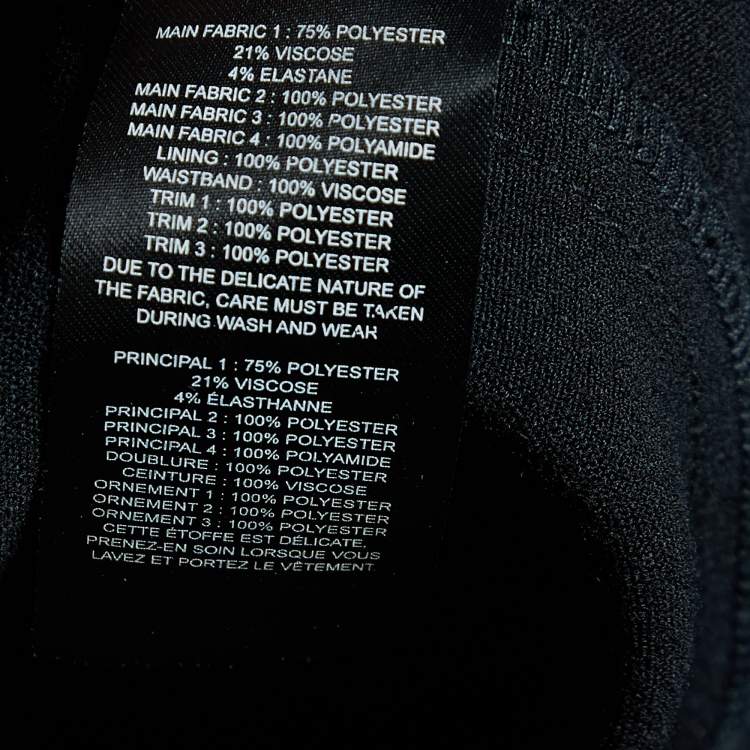 MAIN FABRIC 1 : 75% POLYESTER
21% VISCOSE
4% ELASTANE
MAIN FABRIC 2 : 100% POLYESTER
MAIN FABRIC 3 : 100% POLYESTER
MAIN FABRIC 4 : 100% POLYAMIDE
LINING : 100% POLYESTER
WAISTBAND : 100% VISCOSE
TRIM 1 : 100% POLYESTER
TRIM 2 : 100% POLYESTER
TRIM 3 : 100% POLYESTER
DUE TO THE DELICATE NATURE OF
THE FABRIC, CARE MUST BE TAKEN
DURING WASH AND WEAR
PRINCIPAL 1 : 75% POLYESTER
21% VISCOSE
4% ÉLASTHANNE
PRINCIPAL 2 : 100% POLYESTER
PRINCIPAL 3 : 100% POLYESTER
PRINCIPAL 4 : 100% POLYAMIDE
DOUBLURE : 100% POLYESTER
CEINTURE : 100% VISCOSE
ORNEMENT 1 : 100% POLYESTER
ORNEMENT 2 : 100% POLYESTER
ORNEMENT 3 : 100% POLYESTER
CETTE ÉTOFFE EST DÉLICATE,
PRENEZ-EN SOIN LORSQUE VOUS
LAVEZ ET PORTEZ LE VÊTEMENT.